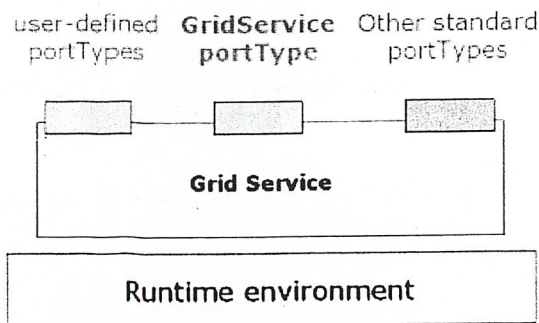 user-defined GridService Other standard
portTypes portType portTypes
Grid Service
Runtime environment